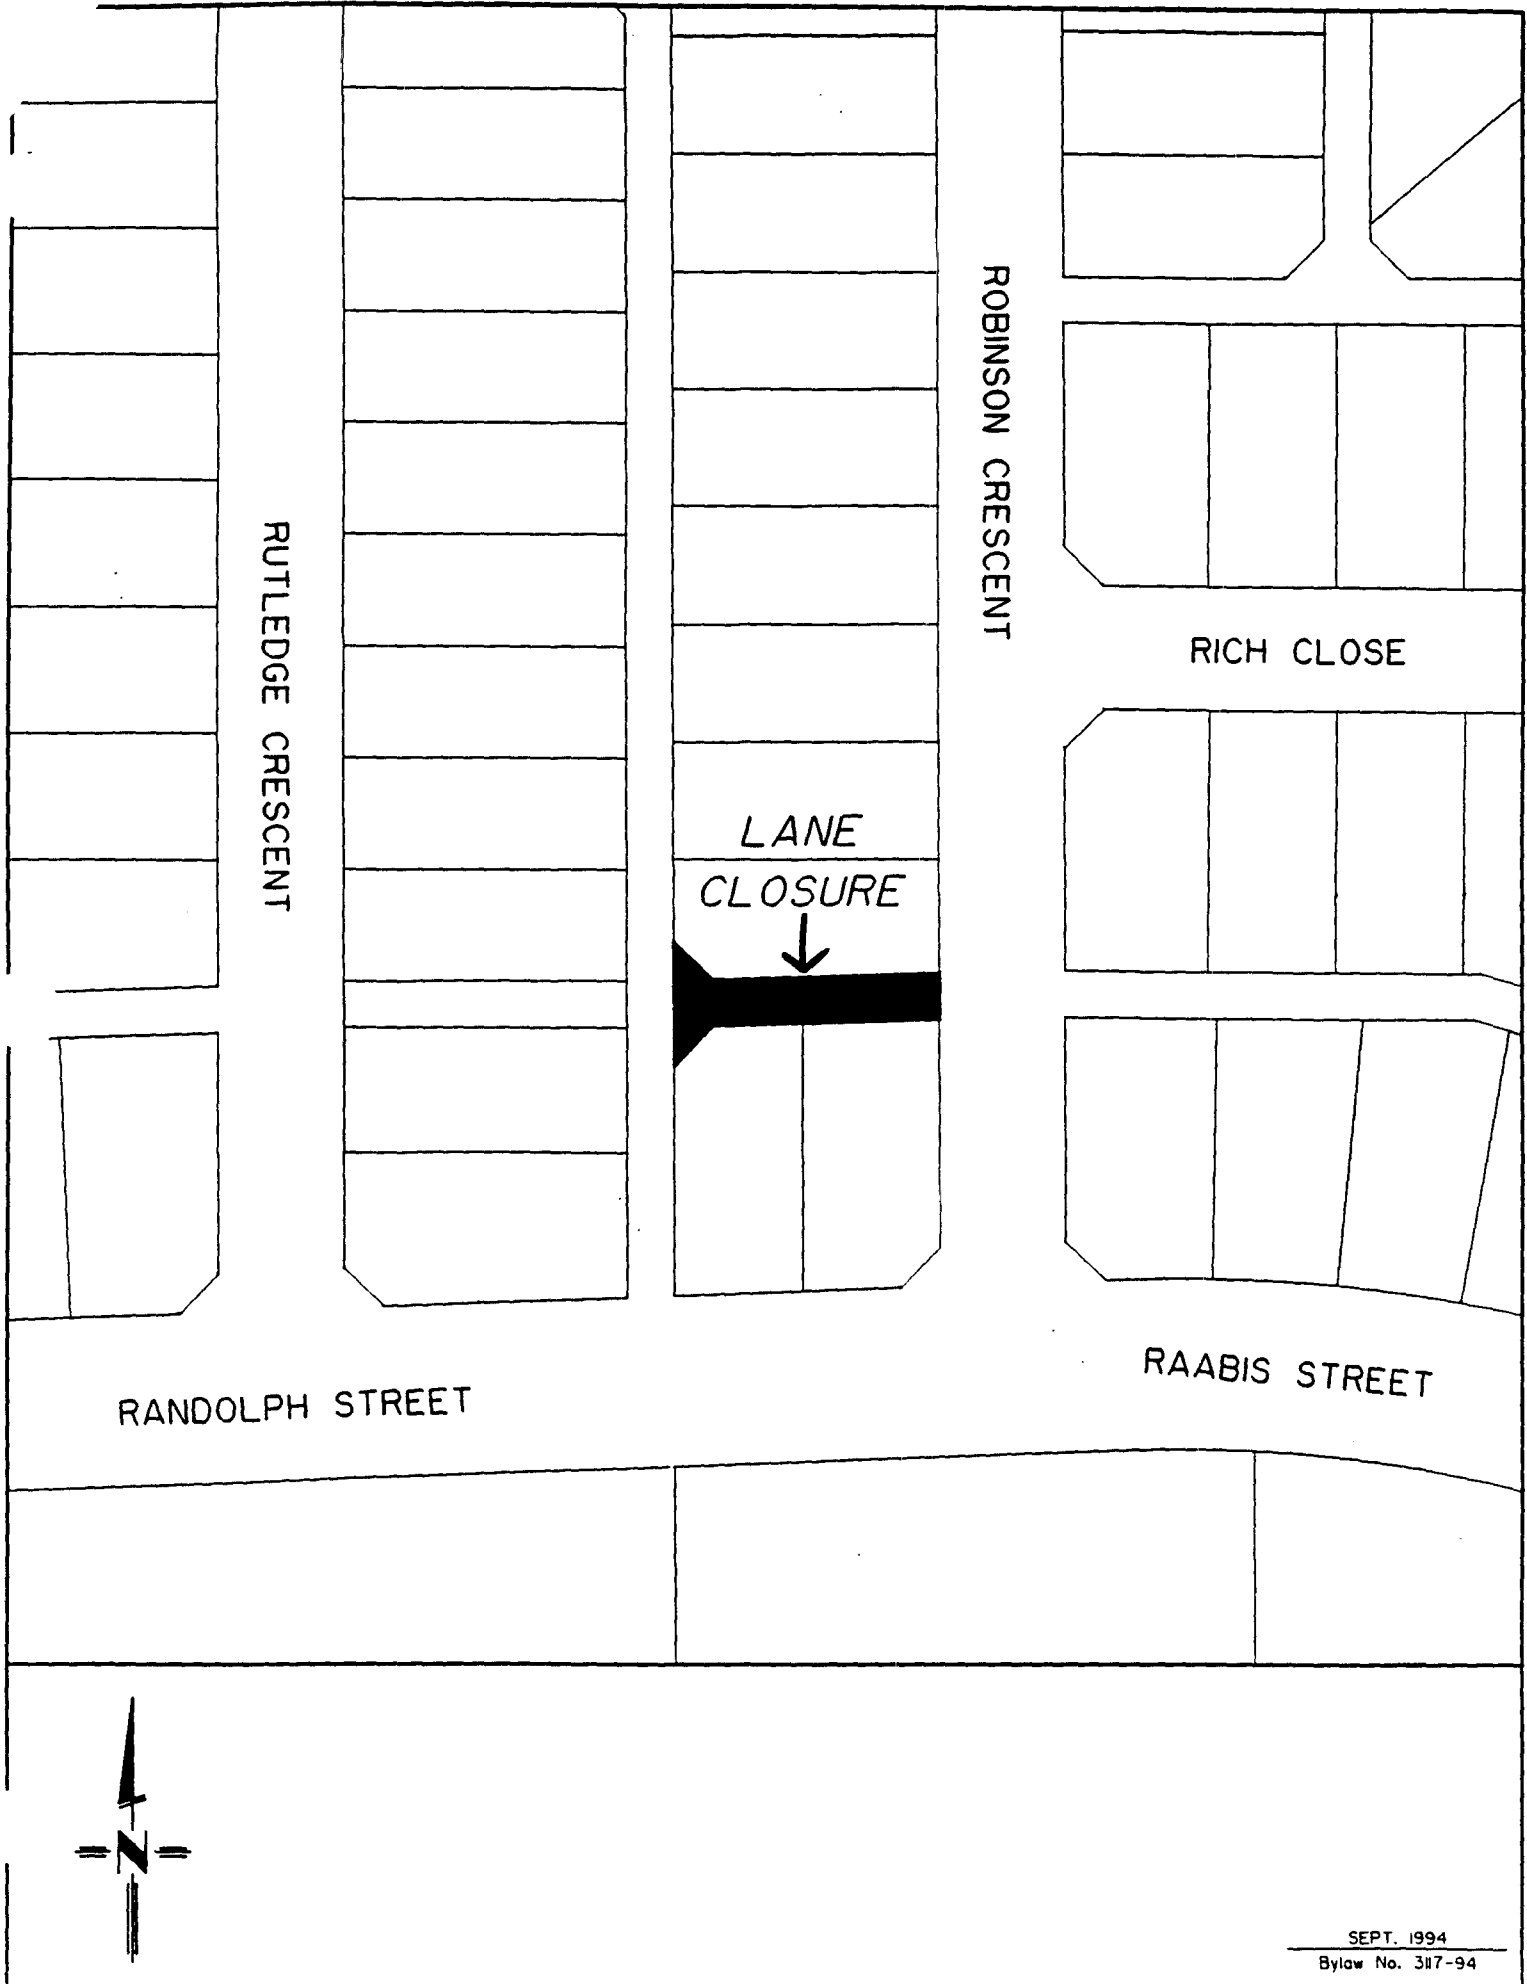 ROBINSON CRESCENT
RUTLEDGE CRESCENT
RICH CLOSE
LANE
CLOSURE
RAABIS STREET
RANDOLPH STREET
N
SEPT. 1994
Bylaw No. 3117-94